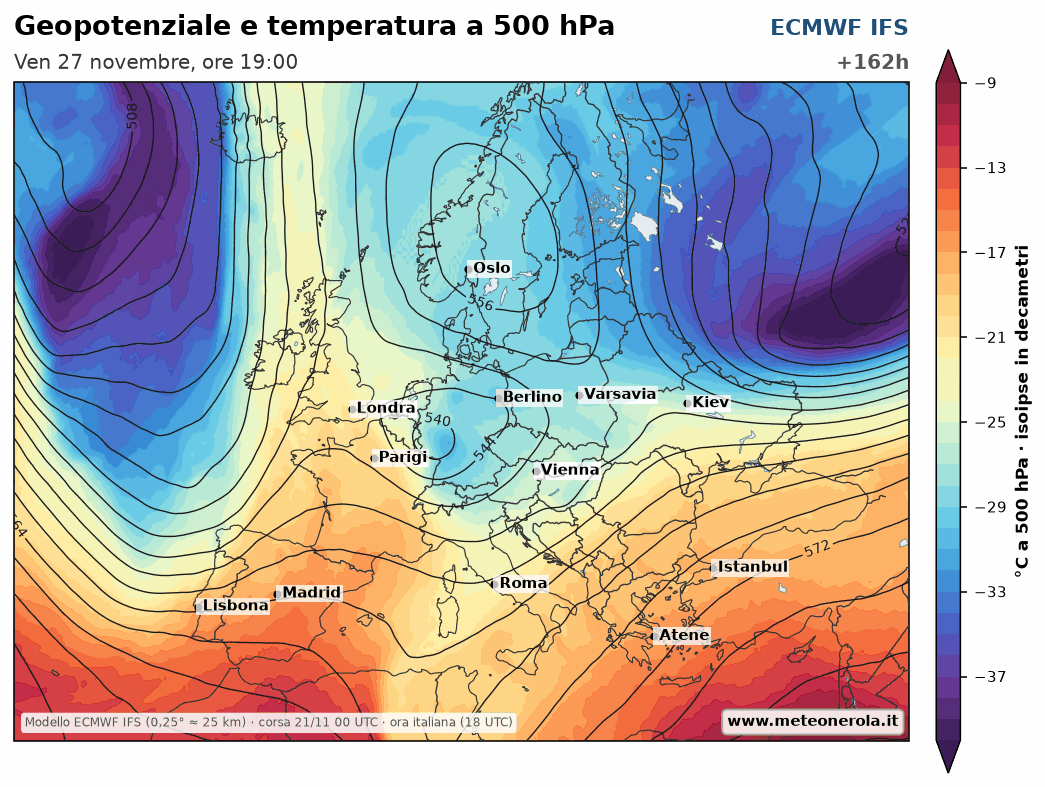 Geopotenziale e temperatura a 500 hPa
ECMWF IFS
Ven 27 novembre, ore 19:00
+162h
508
556
540
572
Oslo
Berlino
Varsavia
Kiev
Londra
Parigi
Vienna
Roma
Istanbul
Madrid
Lisbona
Atene
−9
−13
−17
−21
−25
−29
−33
−37
°C a 500 hPa · isoipse in decametri
Modello ECMWF IFS (0,25° ≈ 25 km) · corsa 21/11 00 UTC · ora italiana (18 UTC)
www.meteonerola.it